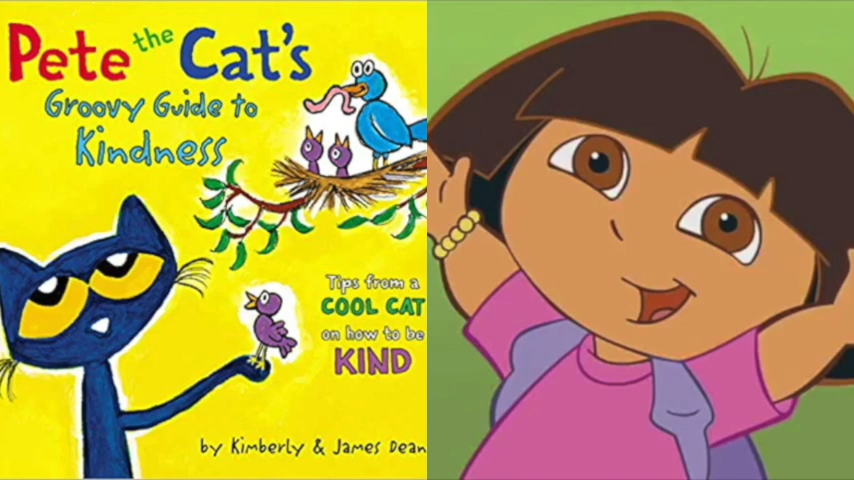 Pete the Cat's
Groovy Guide to
Kindness
Tips from a
COOL CAT
on how to be
KIND
by Kimberly & James Dean